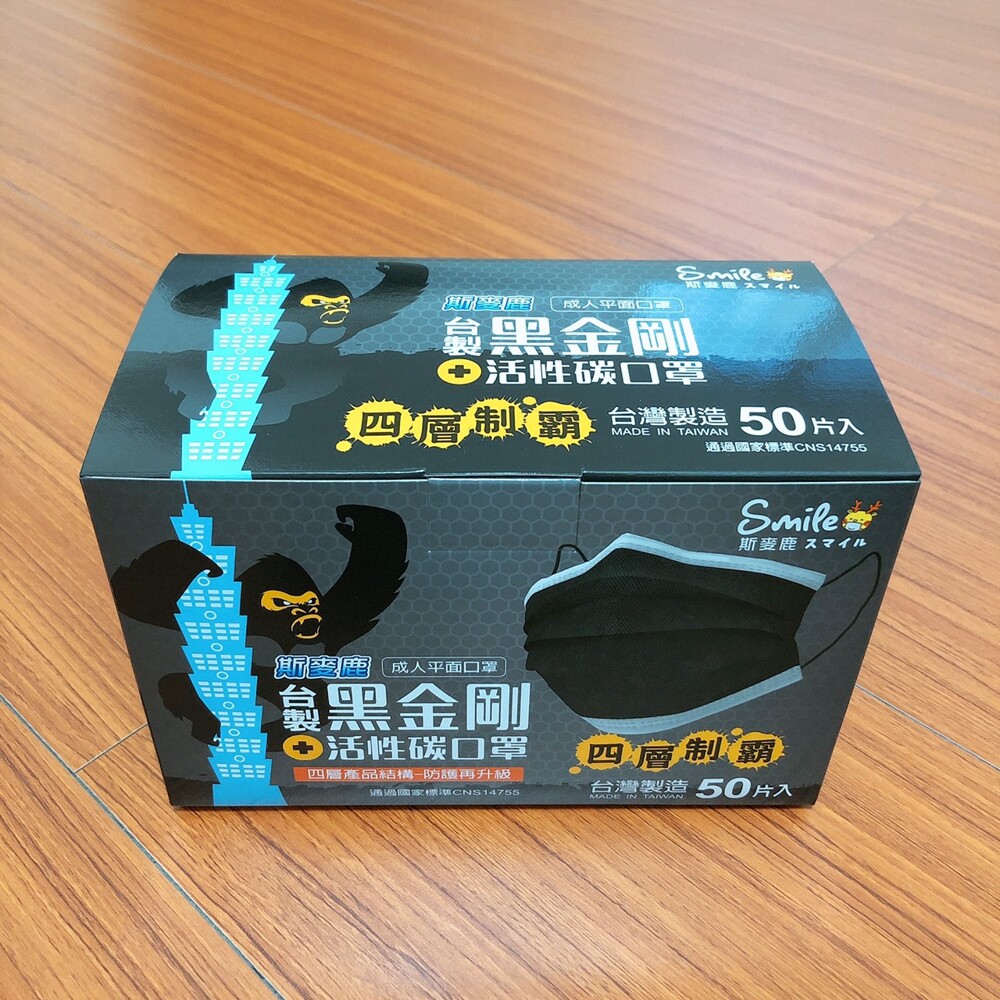 Smile
斯麥鹿 スマイル
斯麥鹿 成人平面口罩
台製 黑金剛
+活性碳口罩
四層制霸 台灣製造 50片入
MADE IN TAIWAN
通過國家標準CNS14755
Smile
斯麥鹿 スマイル
斯麥鹿 成人平面口罩
台製 黑金剛
+活性碳口罩
四層產品結構-防護再升級
通過國家標準CNS14755
四層制霸
台灣製造 50片入
MADE IN TAIWAN